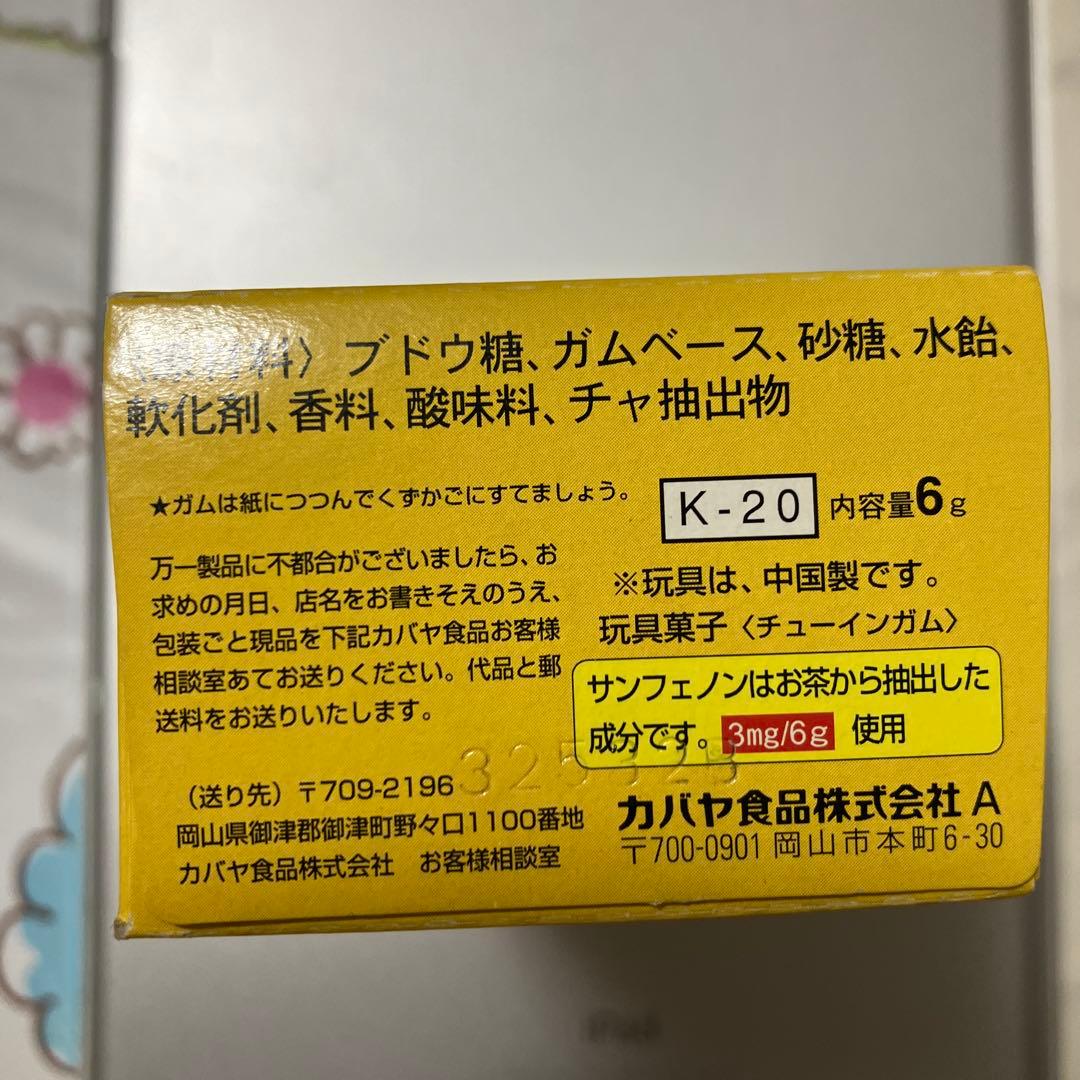 〈原材料〉ブドウ糖、ガムベース、砂糖、水飴、
軟化剤、香料、酸味料、チャ抽出物
★ガムは紙につつんでくずかごにすてましょう。
K-20
内容量6g
万一製品に不都合がございましたら、お
求めの月日、店名をお書きそえのうえ、
包装ごと現品を下記カバヤ食品お客様
相談室あてお送りください。代品と郵
送料をお送りいたします。
※玩具は、中国製です。
玩具菓子〈チューインガム〉
サンフェノンはお茶から抽出した
成分です。3mg/6g 使用
（送り先）〒709-2196
岡山県御津郡御津町野々口1100番地
カバヤ食品株式会社 お客様相談室
カバヤ食品株式会社 A
〒700-0901 岡山市本町6-30